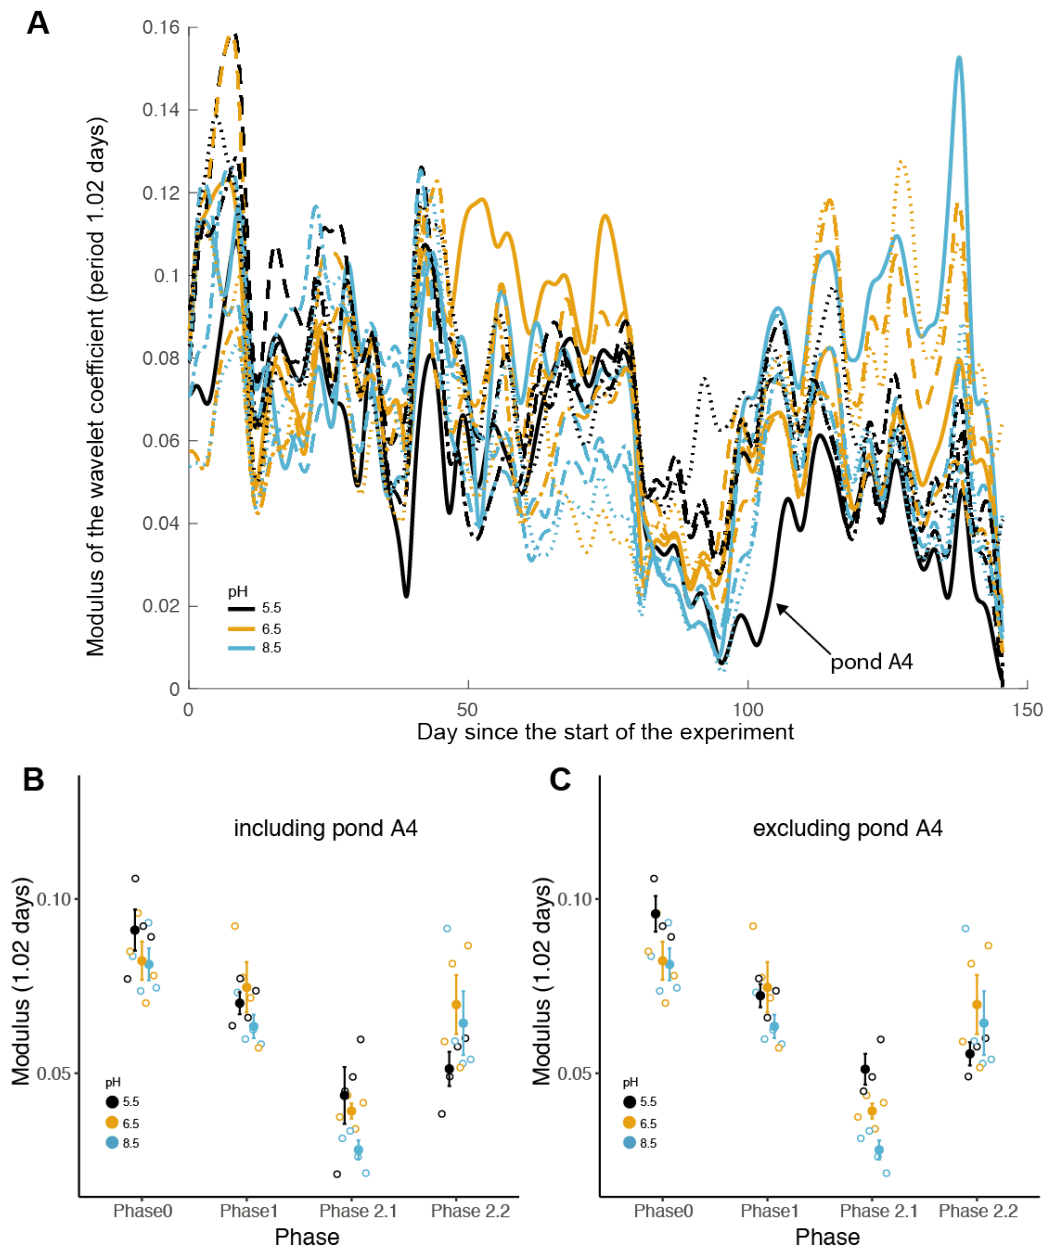 A
Modulus of the wavelet coefficient (period 1.02 days)
0.16
0.14
0.12
0.1
0.08
0.06
0.04
0.02
0
pH
5.5
6.5
8.5
pond A4
0
50
100
150
Day since the start of the experiment
B
including pond A4
Modulus (1.02 days)
0.10
0.05
pH
5.5
6.5
8.5
Phase0
Phase1
Phase 2.1
Phase 2.2
Phase
C
excluding pond A4
Modulus (1.02 days)
0.10
0.05
pH
5.5
6.5
8.5
Phase0
Phase1
Phase 2.1
Phase 2.2
Phase